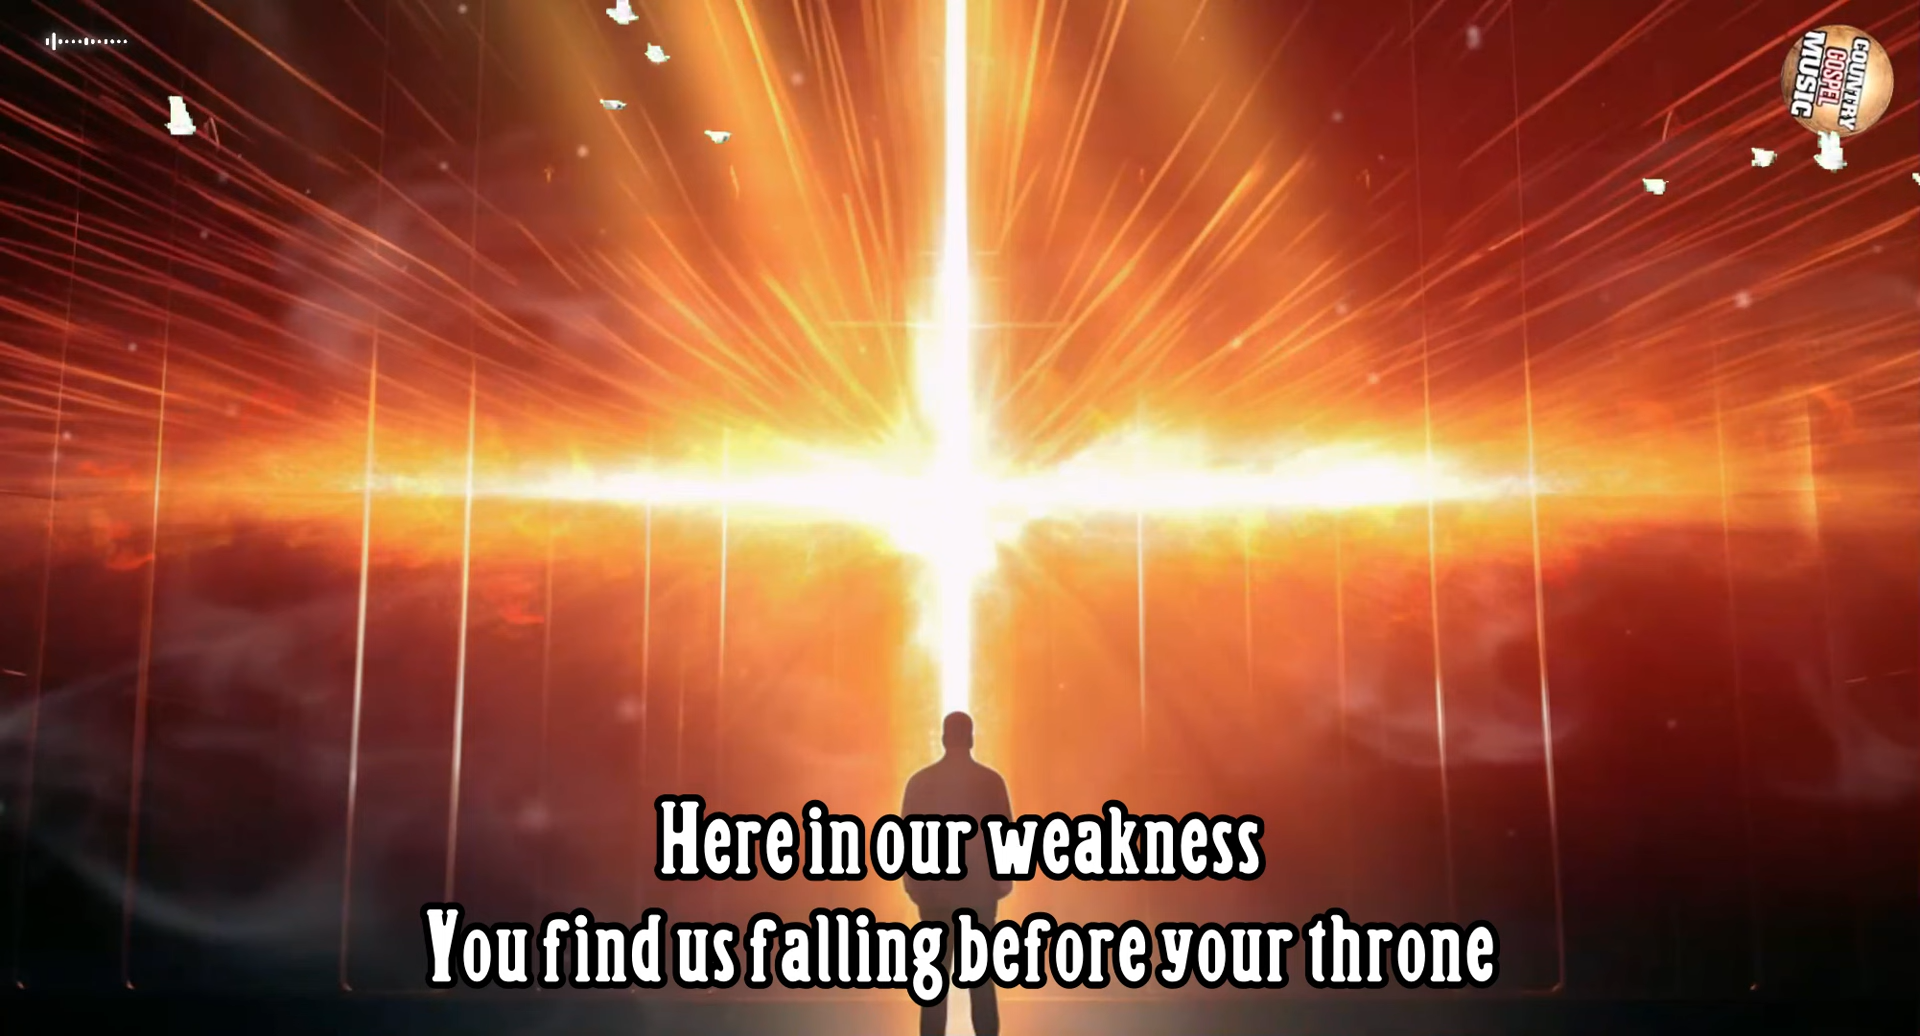 COUNTRY
GOSPEL
MUSIC
Here in our weakness
You find us falling before your throne